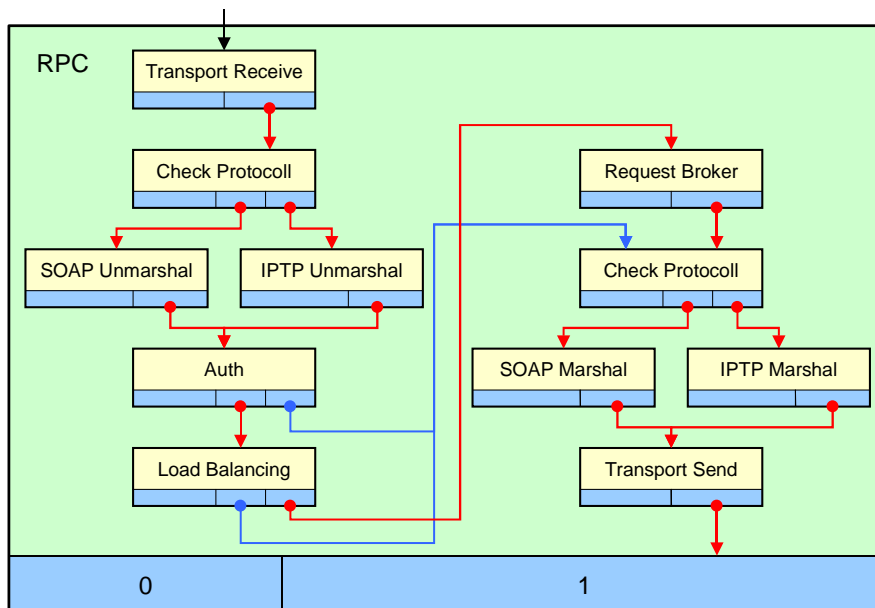 RPC
Transport Receive
Check Protocoll
SOAP Unmarshal
IPTP Unmarshal
Auth
Load Balancing
Request Broker
Check Protocoll
SOAP Marshal
IPTP Marshal
Transport Send
0
1